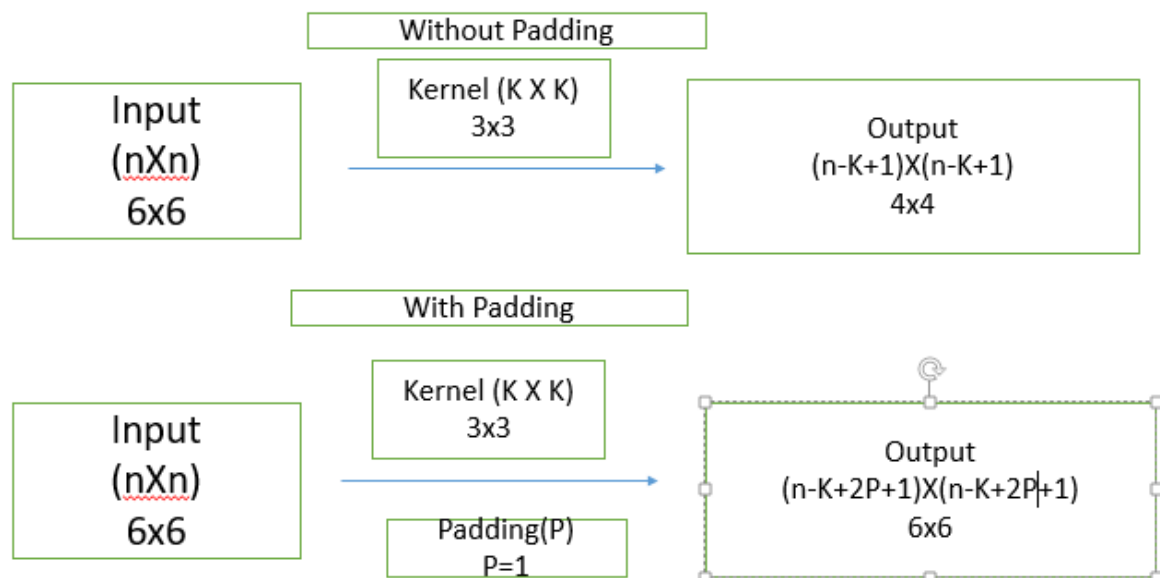 Without Padding
Input
(nXn)
6x6
Kernel (K X K)
3x3
Output
(n-K+1)X(n-K+1)
4x4
With Padding
Input
(nXn)
6x6
Kernel (K X K)
3x3
Padding(P)
P=1
Output
(n-K+2P+1)X(n-K+2P+1)
6x6